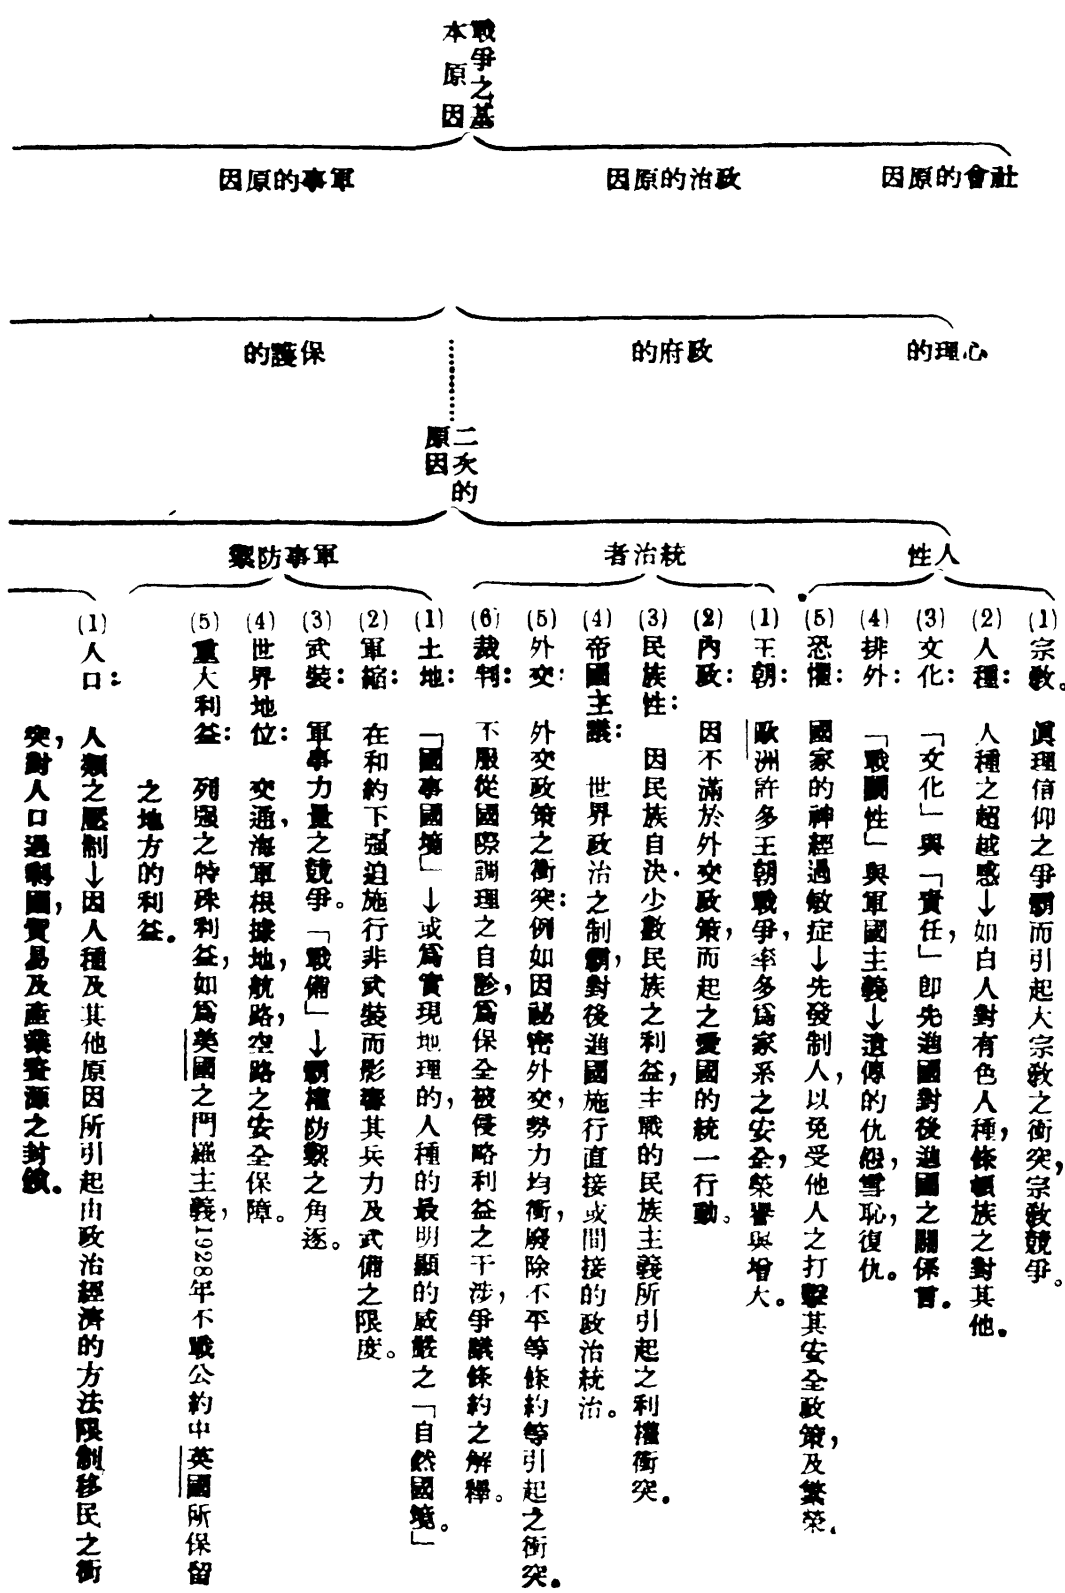 戰爭之基
本原因
社會的原因
政治的原因
軍事的原因
心理的
政府的
保護的
二次的
原因
人性
統治者
軍事防禦
(1) 宗教。眞理信仰之爭霸而引起大宗敎之衝突，宗敎競爭。
(2) 人種：人種之超越感→如白人對有色人種，條頓族之對其他。
(3) 文化：「文化」與「責任」卽先進國對後進國之關係言。
(4) 排外：「戰鬪性」與軍國主義→遺傳的仇怨，雪恥復仇。
(5) 恐懼：國家的神經過敏症→先發制人，以免受他人之打擊其安全政策，及繁榮。
(1) 王朝：歐洲許多王朝戰爭，率多爲家系之安全，榮譽與增大。
(2) 內政：因不滿於外交政策，而起之愛國的統一行動。
(3) 民族性：因民族自決．少數民族之利益，主戰的民族主義所引起之利權衝突．
(4) 帝國主義：世界政治之制霸，對後進國施行直接或間接的政治統治。
(5) 外交：外交政策之衝突：例如因祕密外交，勢力均衡，廢除不平等條約等引起之衝突。
(6) 裁判：不服從國際調理之自診，爲保全被侵略利益之干涉，爭議條約之解釋。
(1) 土地：「國事國境」→或爲實現地理的，人種的最明顯的威嚴之「自然國境」。
(2) 軍縮：在和約下强迫施行非武裝而影響其兵力及武備之限度。
(3) 武裝：軍事力量之競爭。「戰備」→霸權防禦之角逐。
(4) 世界地位：交通，海軍根據地，航路，空路之安全保障。
(5) 重大利益：列强之特殊利益，如爲美國之門羅主義，1928年不戰公約中英國所保留
之地方的利益．
(1) 人口：人類之壓制→因人種及其他原因所引起由政治經濟的方法限制移民之衝
突，對人口過剩國，貿易及產業資源之封鎖．